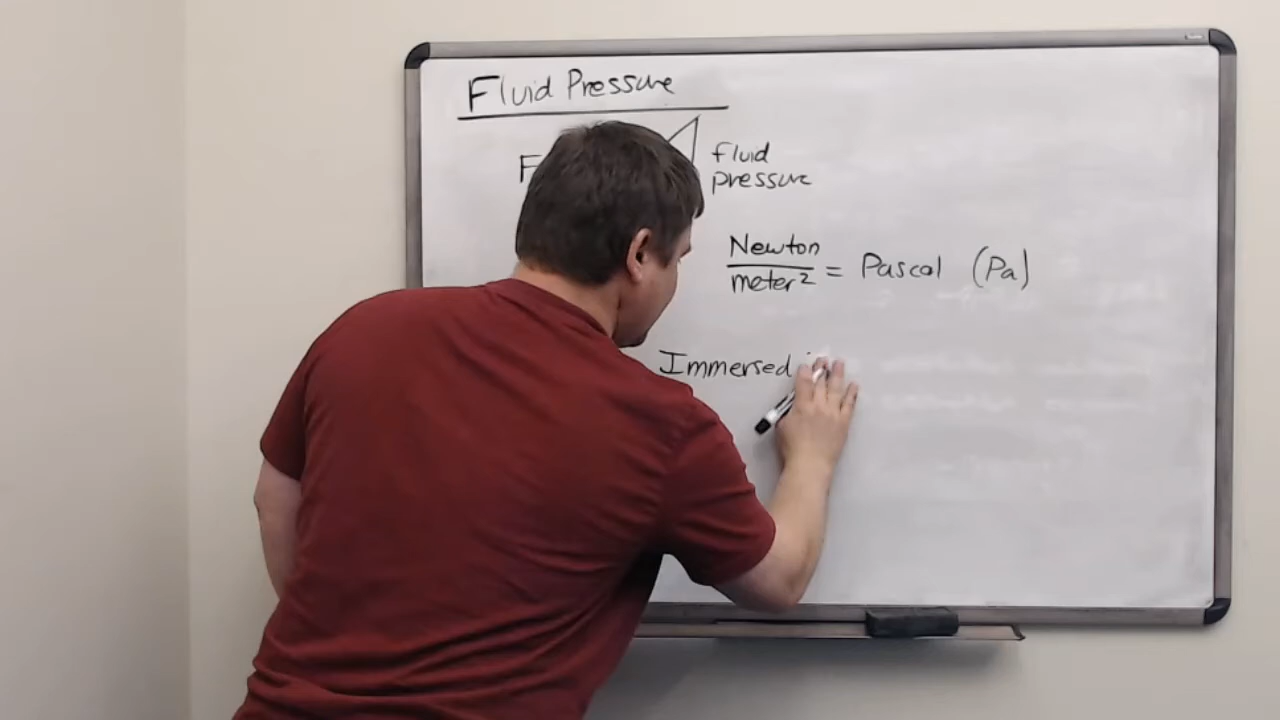 Fluid Pressure
F
fluid
pressure
Newton
meter² = Pascal (Pa)
Immersed